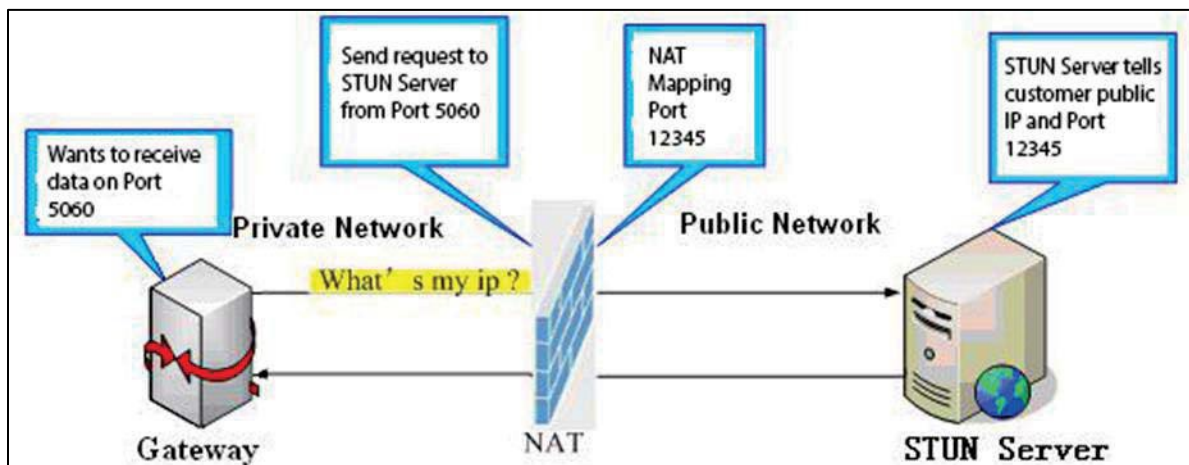 Send request to
STUN Server
from Port 5060
NAT
Mapping
Port
12345
STUN Server tells
customer public
IP and Port
12345
Wants to receive
data on Port
5060
Private Network
Public Network
What's my ip ?
Gateway
NAT
STUN Server